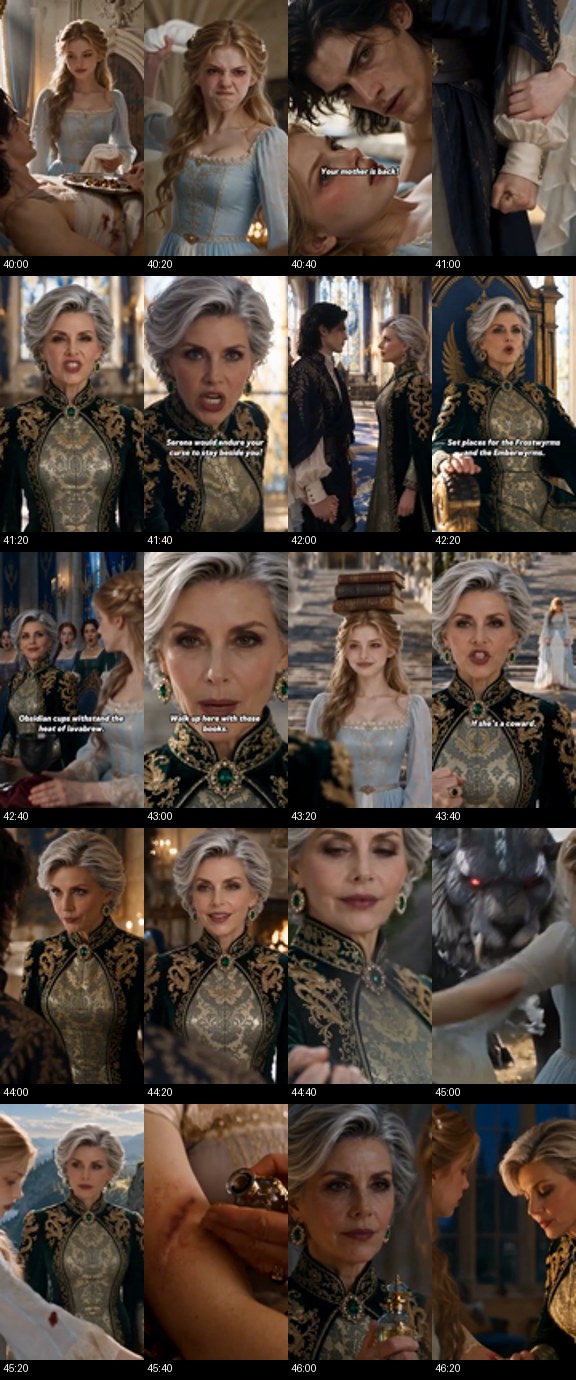 40:00
40:20
Your mother is back!
40:40
41:00
41:20
Serena would endure your
curse to stay beside you!
41:40
42:00
Set places for the Frostwyrms
and the Emberwyrms.
42:20
Obsidian cups withstand the
heat of lavabrew.
42:40
Walk up here with those
books.
43:00
43:20
If she's a coward,
43:40
44:00
44:20
44:40
45:00
45:20
45:40
46:00
46:20